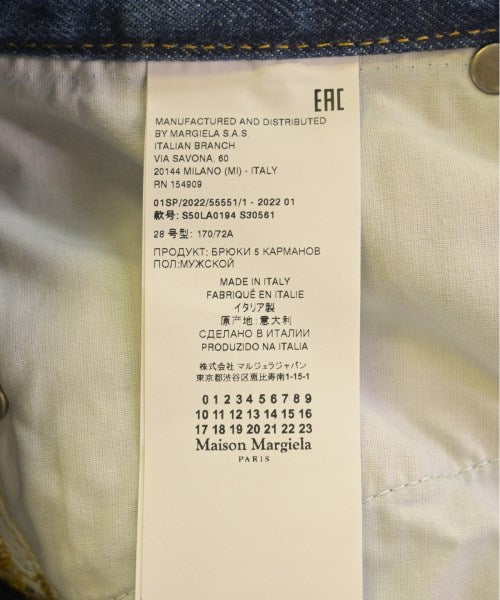 EAC
MANUFACTURED AND DISTRIBUTED
BY MARGIELA S.A.S.
ITALIAN BRANCH
VIA SAVONA, 60
20144 MILANO (MI) - ITALY
RN 154909
01SP/2022/55551/1 - 2022 01
款号: S50LA0194 S30561
28 号型: 170/72A
ПРОДУКТ: БРЮКИ 5 КАРМАНОВ
ПОЛ:МУЖСКОЙ
MADE IN ITALY
FABRIQUÉ EN ITALIE
イタリア製
原产地:意大利
СДЕЛАНО В ИТАЛИИ
PRODUZIDO NA ITALIA
株式会社 マルジェラジャパン
東京都渋谷区恵比寿南1-15-1
0 1 2 3 4 5 6 7 8 9
10 11 12 13 14 15 16
17 18 19 20 21 22 23
Maison Margiela
PARIS